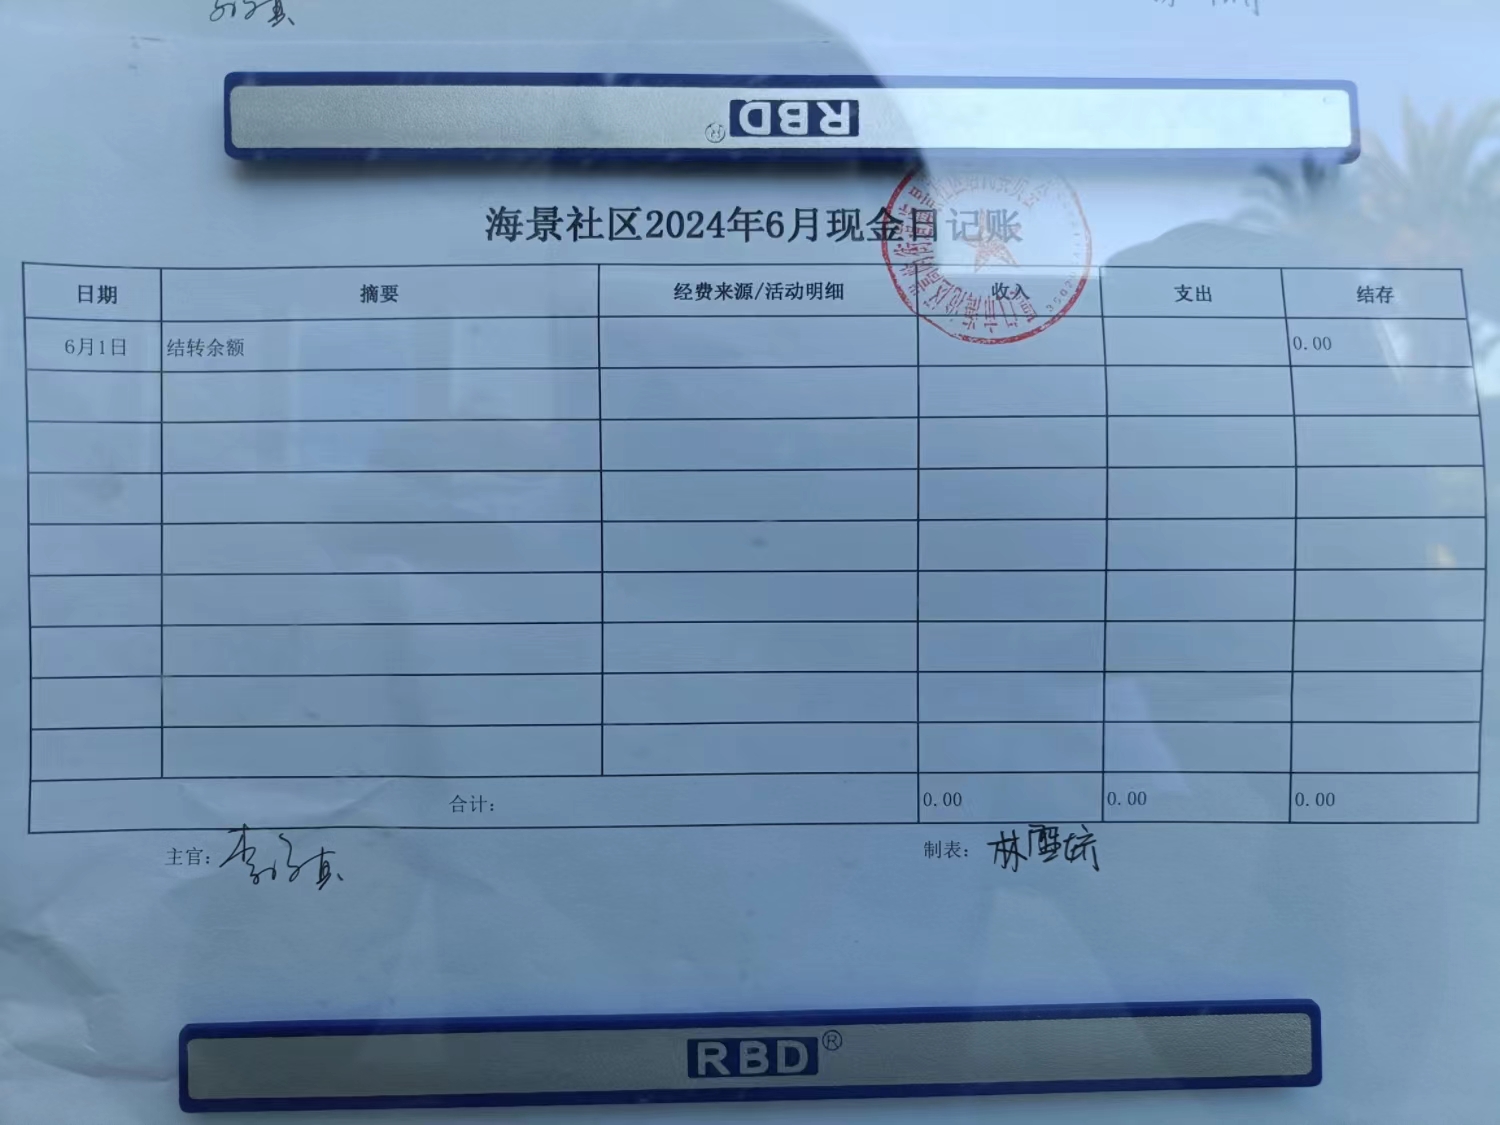 RBD®
海景社区2024年6月现金日记账
日期 摘要 经费来源/活动明细 收入 支出 结存
6月1日 结转余额 0.00
合计: 0.00 0.00 0.00
主官: 制表: 林
RBD®